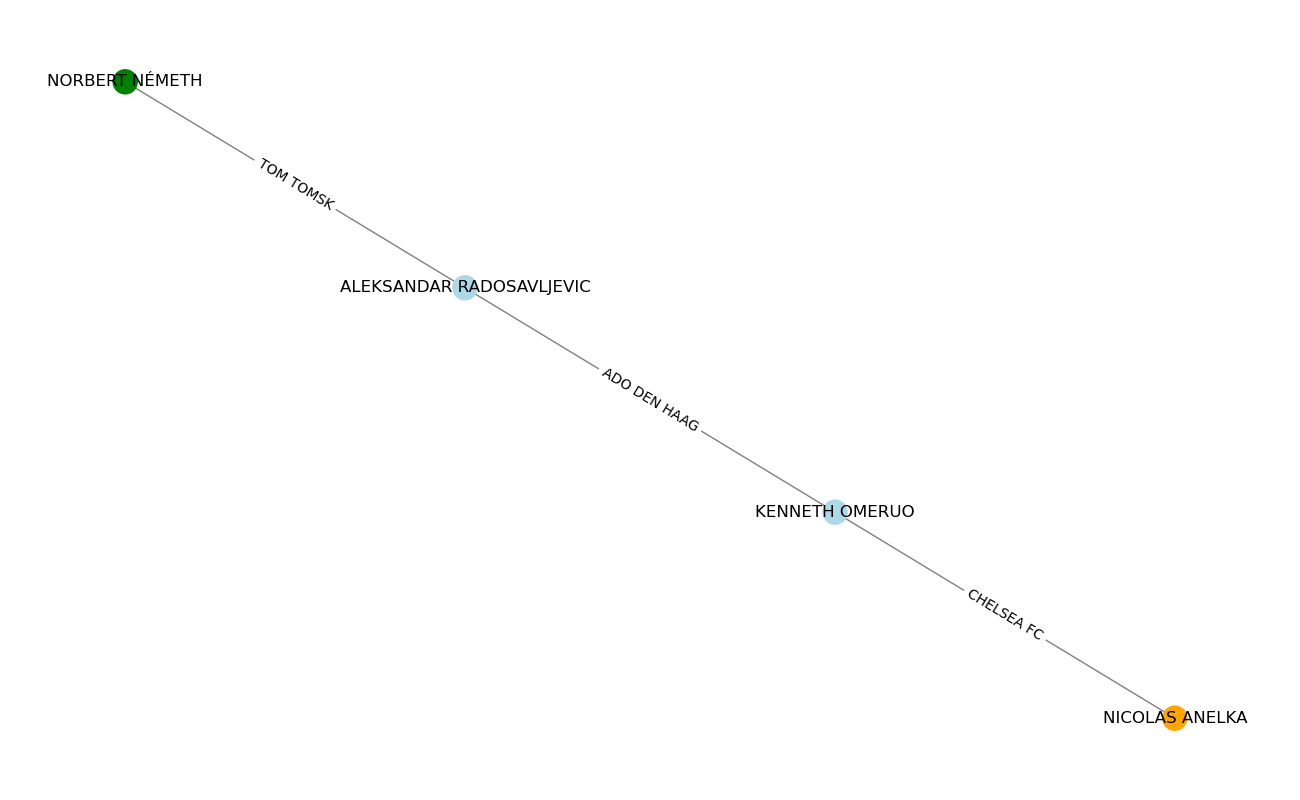 NORBERT NÉMETH
TOM TOMSK
ALEKSANDAR RADOSAVLJEVIC
ADO DEN HAAG
KENNETH OMERUO
CHELSEA FC
NICOLAS ANELKA